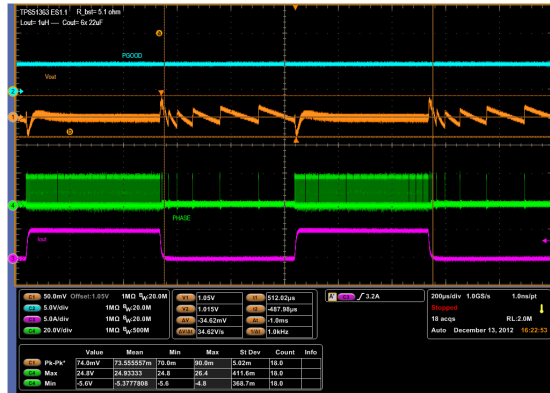 TPS51363 ES1.1 R_bst= 5.1 ohm
Lout= 1uH---- Cout= 6x 22uF
a
PGOOD
Vout
2
1
b
4
PHASE
Iout
3
C1 50.0mV Offset:1.05V 1MΩ BW:20.0M
C2 5.0V/div 1MΩ BW:20.0M
C3 5.0A/div 1MΩ BW:20.0M
C4 20.0V/div 1MΩ BW:500M
V1 1.05V
V2 1.015V
ΔV -34.62mV
ΔV/Δt 34.62V/s
t1 512.02µs
t2 -487.98µs
Δt -1.0ms
1/Δt 1.0kHz
A' C3 3.2A
200µs/div 1.0GS/s 1.0ns/pt
Stopped
18 acqs RL:2.0M
Auto December 13, 2012 16:22:53
Value Mean Min Max St Dev Count Info
C1 Pk-Pk* 74.0mV 73.555557m 70.0m 90.0m 5.02m 18.0
C4 Max 24.8V 24.93333 24.8 26.4 411.6m 18.0
C4 Min -5.6V -5.3777808 -5.6 -4.8 368.7m 18.0